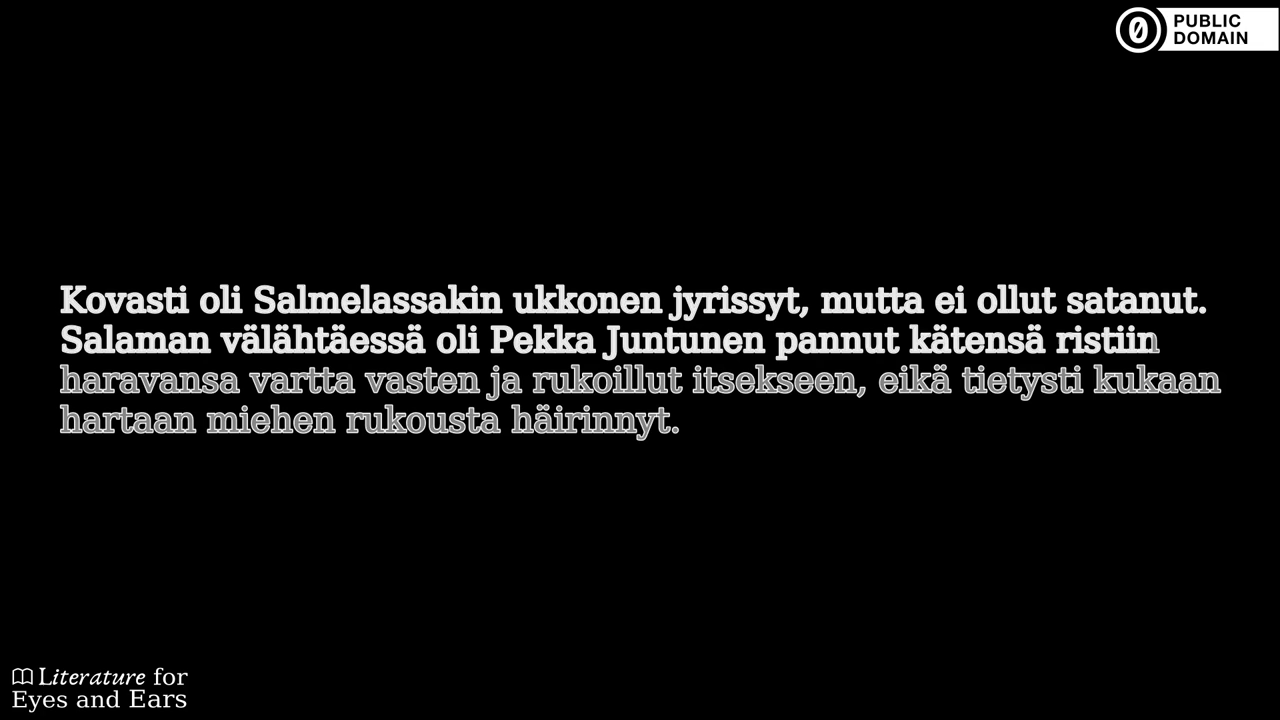 PUBLIC
DOMAIN
Kovasti oli Salmelassakin ukkonen jyrissyt, mutta ei ollut satanut.
Salaman välähtäessä oli Pekka Juntunen pannut kätensä ristiin
haravansa vartta vasten ja rukoillut itsekseen, eikä tietysti kukaan
hartaan miehen rukousta häirinnyt.
Literature for
Eyes and Ears